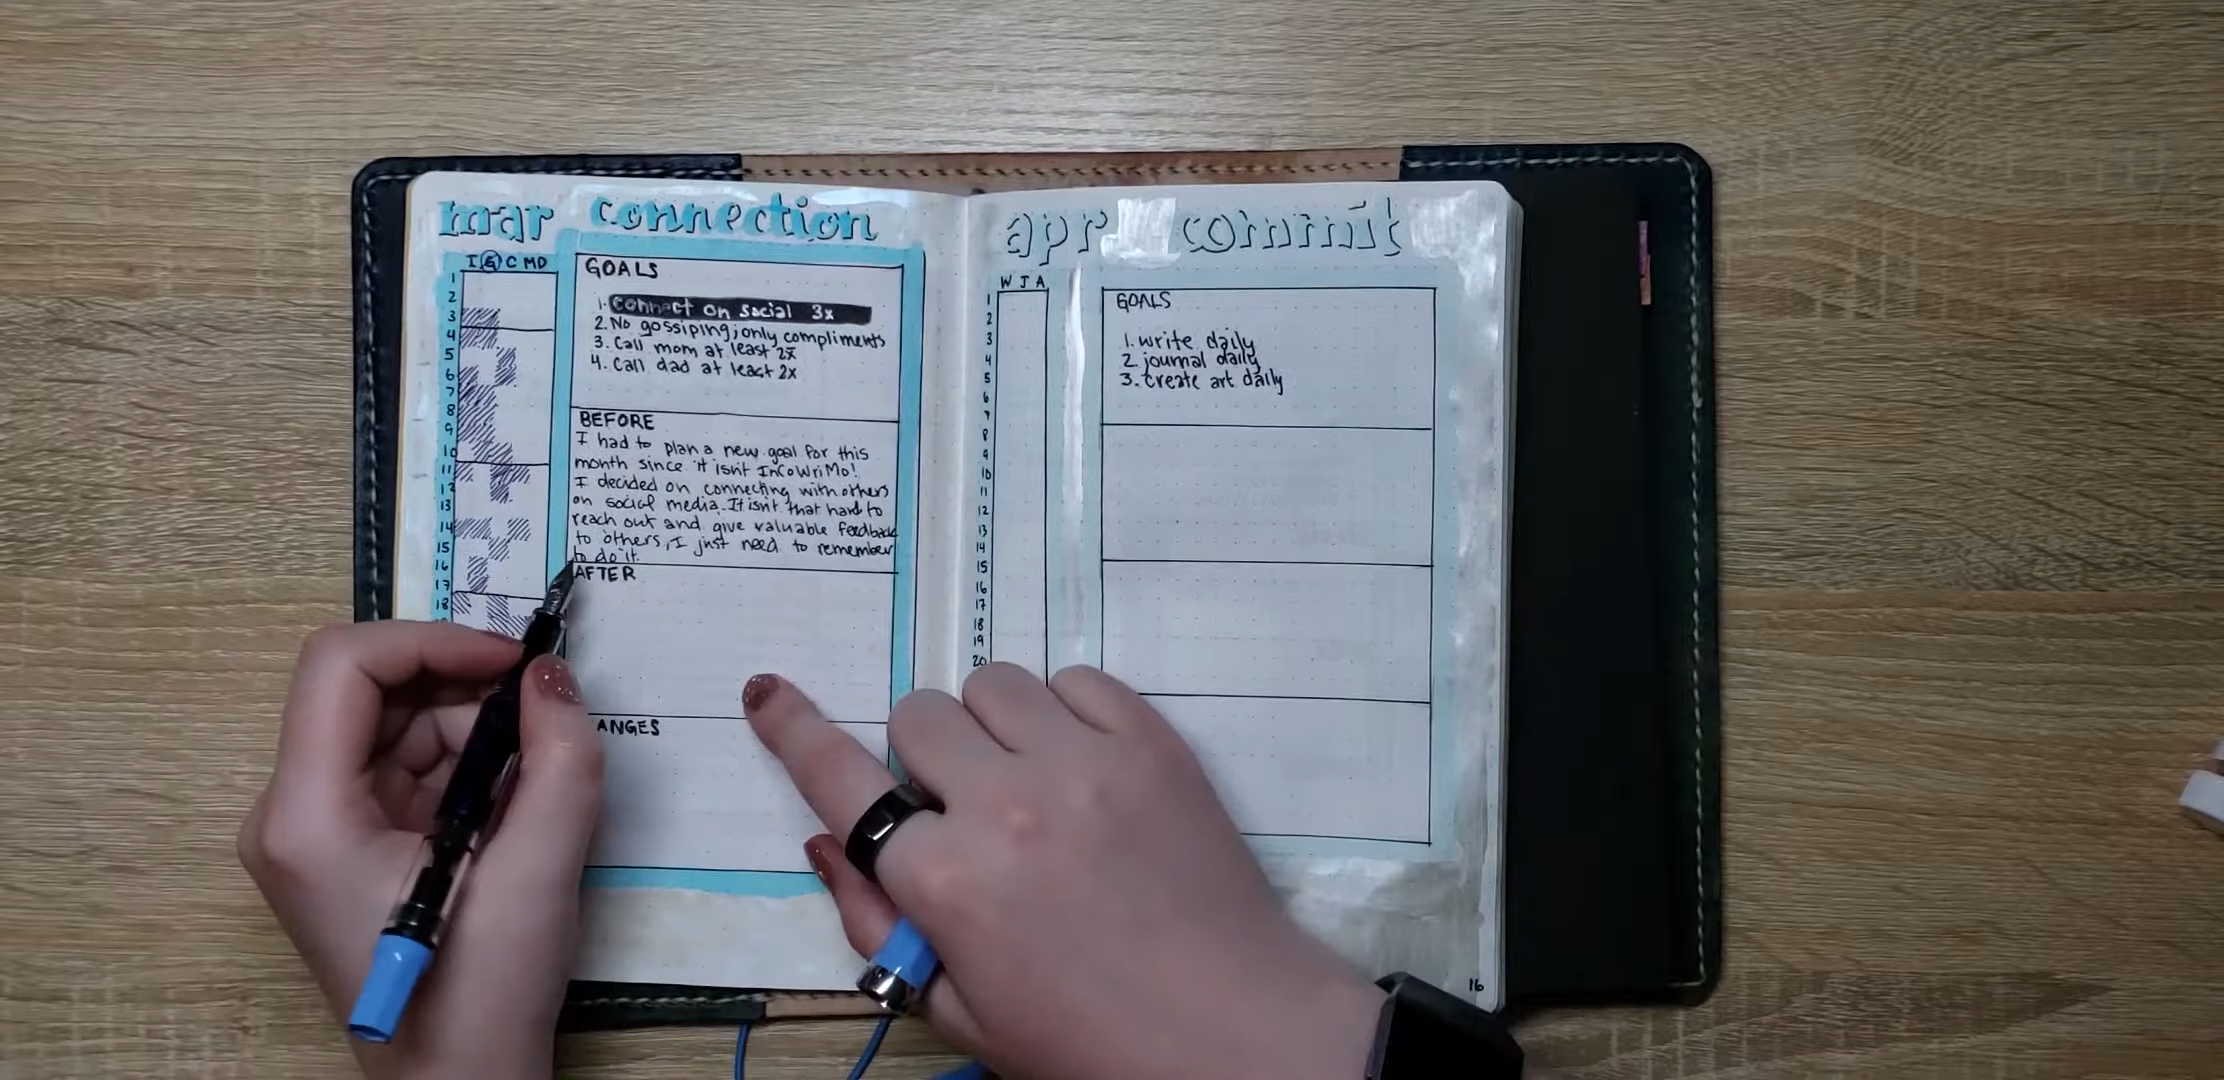 mar connection
I G C M D
1
2
3
4
5
6
7
8
9
10
11
12
13
14
15
16
17
18
GOALS
1. connect on social 3x
2. No gossiping; only compliments
3. Call mom at least 2x
4. Call dad at least 2x
BEFORE
I had to plan a new goal for this
month since it isn't InCoWriMo!
I decided on connecting with others
on social media. It isn't that hard to
reach out and give valuable feedback
to others, I just need to remember
to do it.
AFTER
ANGES
apr commit
W J A
1
2
3
4
5
6
7
8
9
10
11
12
13
14
15
16
17
18
19
20
GOALS
1. write daily
2. journal daily
3. create art daily
16